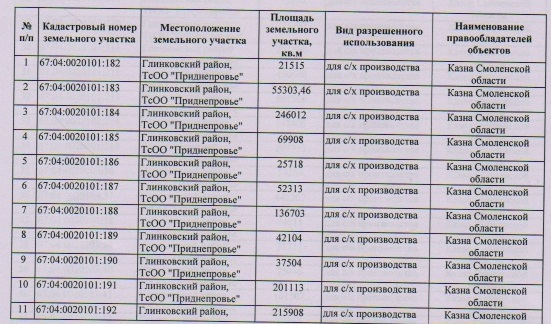 № п/п | Кадастровый номер земельного участка | Местоположение земельного участка | Площадь земельного участка, кв.м | Вид разрешенного использования | Наименование правообладателей объектов
1 | 67:04:0020101:182 | Глинковский район, ТсОО "Приднепровье" | 21515 | для с/х производства | Казна Смоленской области
2 | 67:04:0020101:183 | Глинковский район, ТсОО "Приднепровье" | 55303,46 | для с/х производства | Казна Смоленской области
3 | 67:04:0020101:184 | Глинковский район, ТсОО "Приднепровье" | 246012 | для с/х производства | Казна Смоленской области
4 | 67:04:0020101:185 | Глинковский район, ТсОО "Приднепровье" | 69908 | для с/х производства | Казна Смоленской области
5 | 67:04:0020101:186 | Глинковский район, ТсОО "Приднепровье" | 25718 | для с/х производства | Казна Смоленской области
6 | 67:04:0020101:187 | Глинковский район, ТсОО "Приднепровье" | 52313 | для с/х производства | Казна Смоленской области
7 | 67:04:0020101:188 | Глинковский район, ТсОО "Приднепровье" | 136703 | для с/х производства | Казна Смоленской области
8 | 67:04:0020101:189 | Глинковский район, ТсОО "Приднепровье" | 42104 | для с/х производства | Казна Смоленской области
9 | 67:04:0020101:190 | Глинковский район, ТсОО "Приднепровье" | 37504 | для с/х производства | Казна Смоленской области
10 | 67:04:0020101:191 | Глинковский район, ТсОО "Приднепровье" | 201113 | для с/х производства | Казна Смоленской области
11 | 67:04:0020101:192 | Глинковский район, | 215908 | для с/х производства | Казна Смоленской